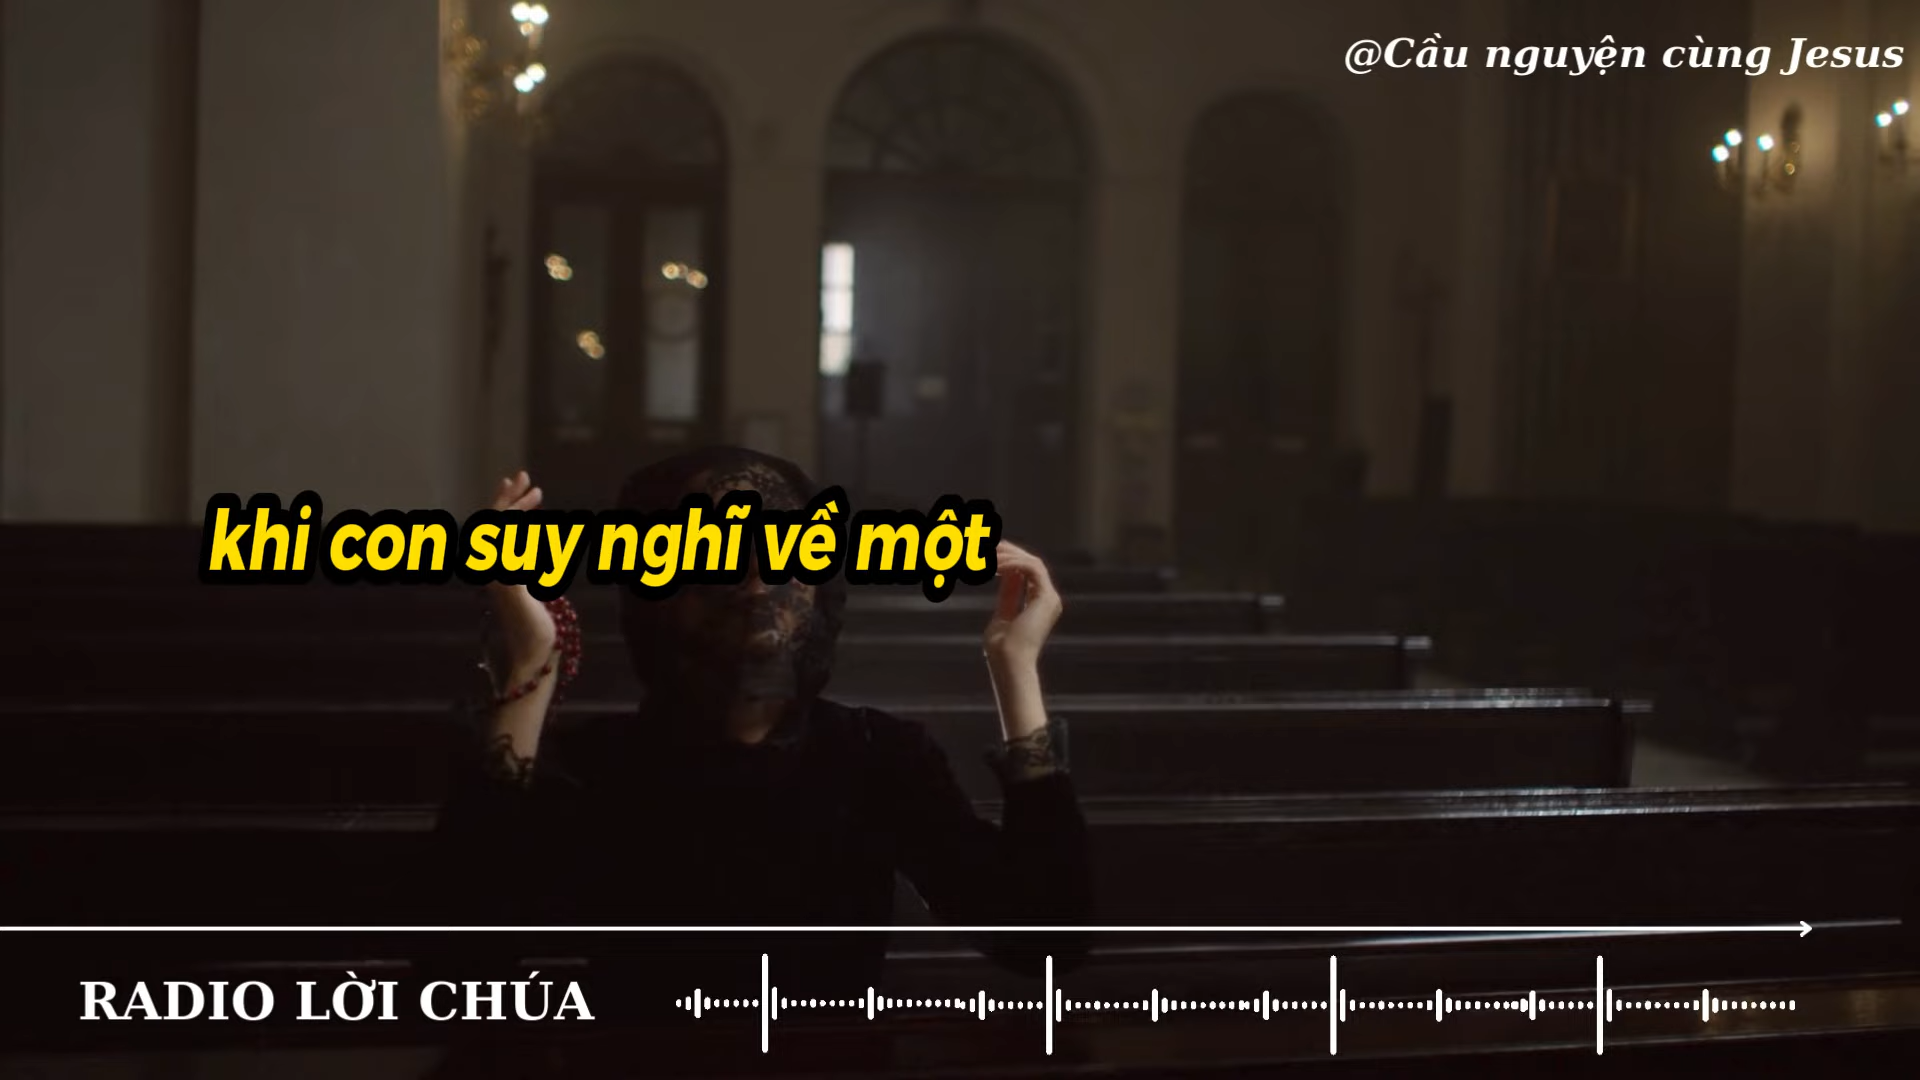 @Cầu nguyện cùng Jesus
khi con suy nghĩ về một
RADIO LỜI CHÚA